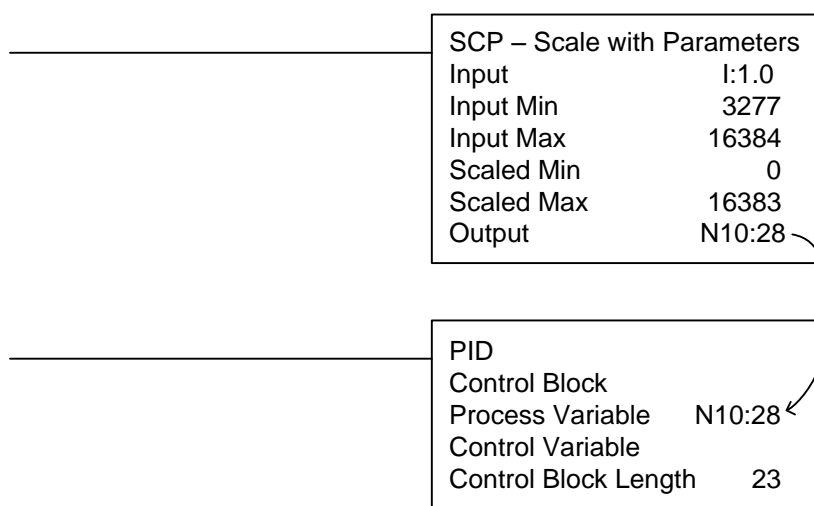 SCP – Scale with Parameters
Input I:1.0
Input Min 3277
Input Max 16384
Scaled Min 0
Scaled Max 16383
Output N10:28
PID
Control Block
Process Variable N10:28
Control Variable
Control Block Length 23